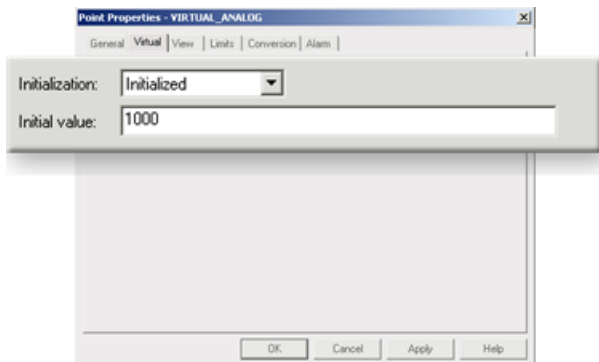 Point Properties - VIRTUAL_ANALOG
General Virtual View Limits Conversion Alarm
Initialization: Initialized
Initial value: 1000
OK Cancel Apply Help